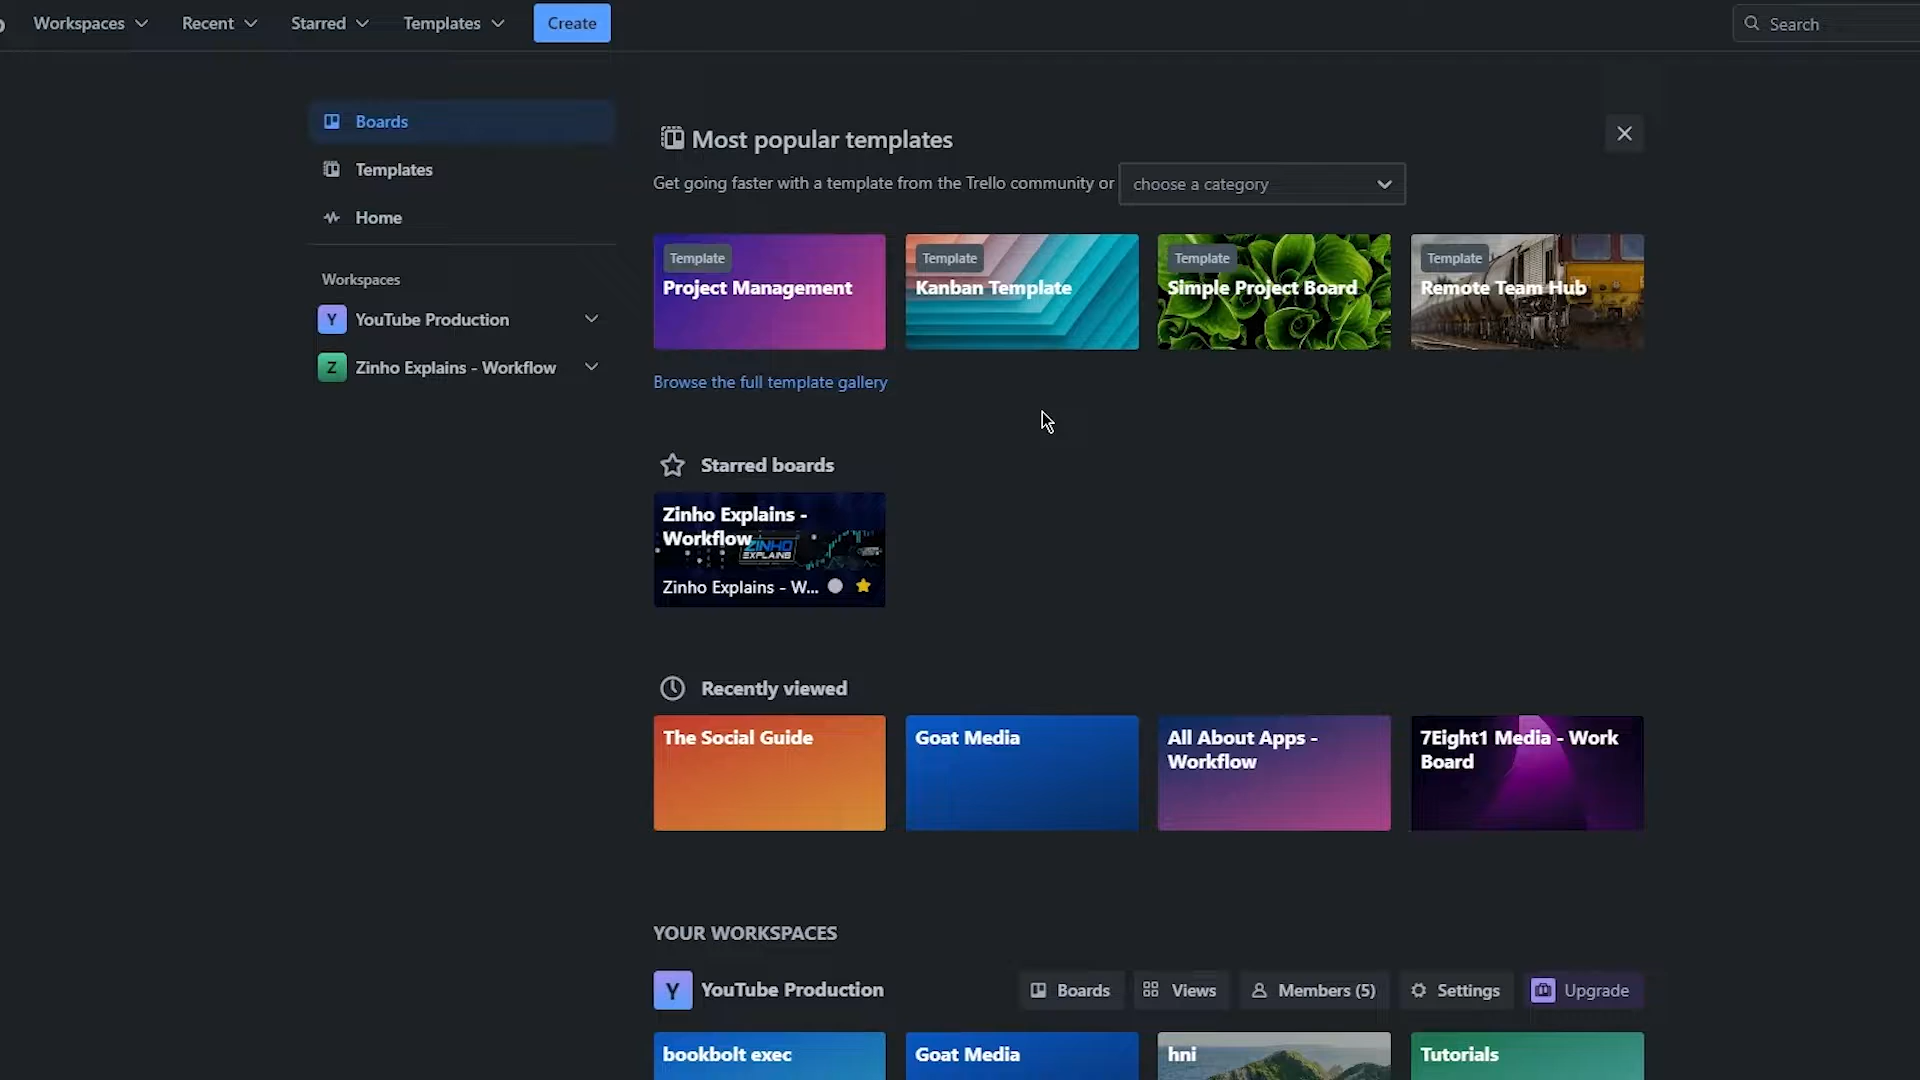 Workspaces
Recent
Starred
Templates
Create
Search
Boards
Templates
Home
Workspaces
Y YouTube Production
Z Zinho Explains - Workflow
Most popular templates
Get going faster with a template from the Trello community or choose a category
Template
Project Management
Template
Kanban Template
Template
Simple Project Board
Template
Remote Team Hub
Browse the full template gallery
Starred boards
Zinho Explains -
Workflow
ZINHO
EXPLAINS
Zinho Explains - W...
Recently viewed
The Social Guide
Goat Media
All About Apps -
Workflow
7Eight1 Media - Work
Board
YOUR WORKSPACES
Y YouTube Production
Boards
Views
Members (5)
Settings
Upgrade
bookbolt exec
Goat Media
hni
Tutorials